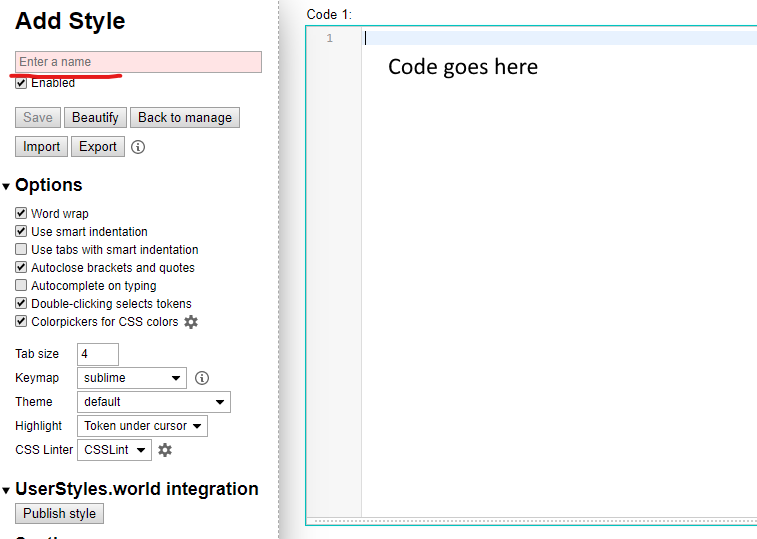 Add Style
Enter a name
Enabled
Save Beautify Back to manage
Import Export
Options
Word wrap
Use smart indentation
Use tabs with smart indentation
Autoclose brackets and quotes
Autocomplete on typing
Double-clicking selects tokens
Colorpickers for CSS colors
Tab size 4
Keymap sublime
Theme default
Highlight Token under cursor
CSS Linter CSSLint
UserStyles.world integration
Publish style
Code 1:
1
Code goes here